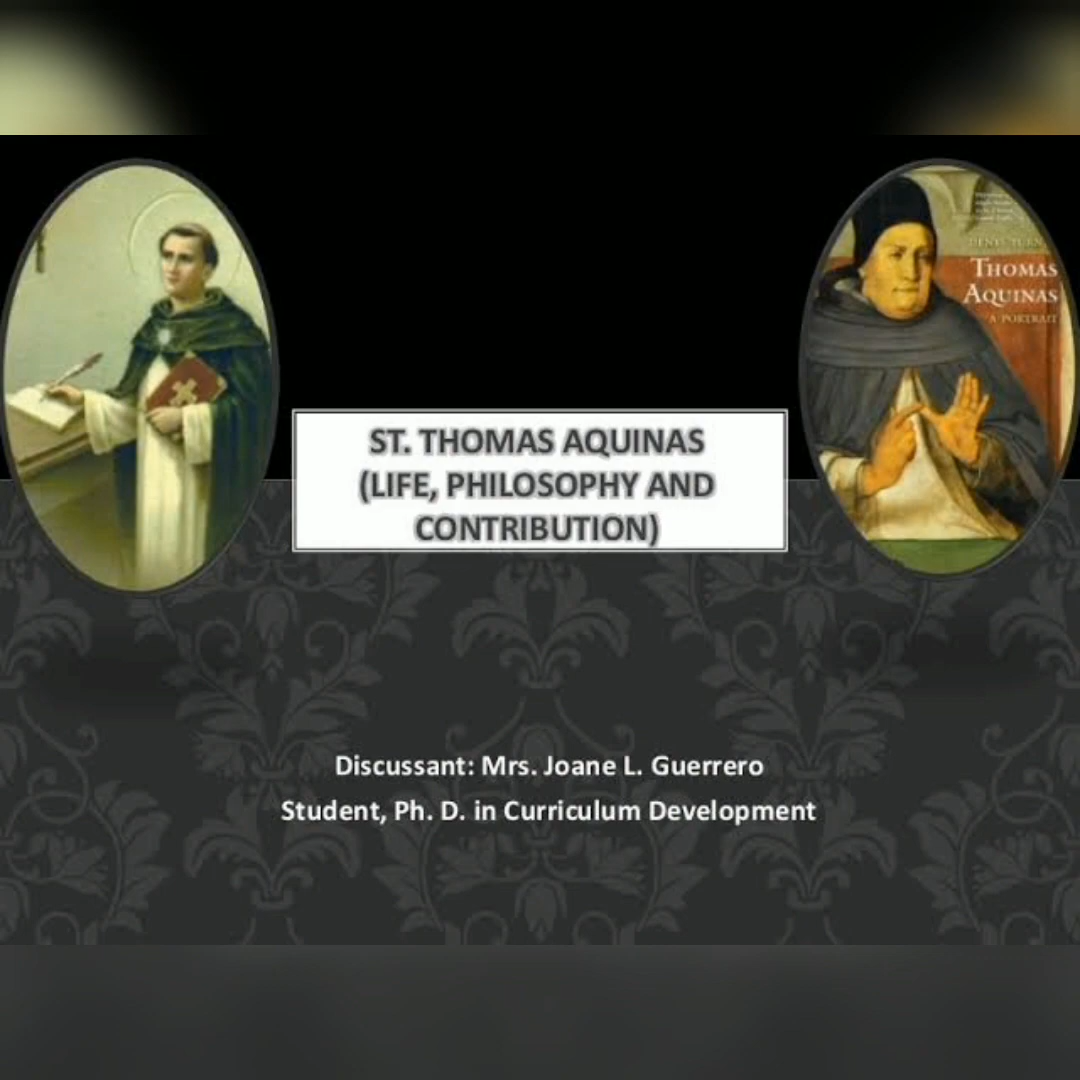 ST. THOMAS AQUINAS
(LIFE, PHILOSOPHY AND
CONTRIBUTION)
THOMAS
AQUINAS
A PORTRAIT
Discussant: Mrs. Joane L. Guerrero
Student, Ph. D. in Curriculum Development